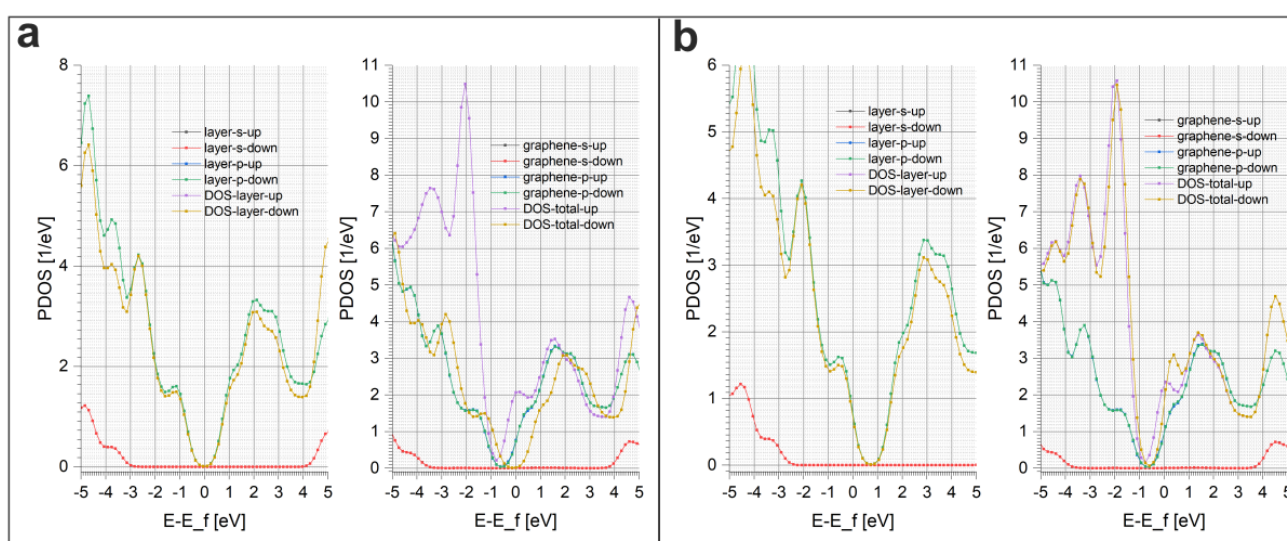 a
8
6
4
2
0
PDOS [1/eV]
layer-s-up
layer-s-down
layer-p-up
layer-p-down
DOS-layer-up
DOS-layer-down
-5 -4 -3 -2 -1 0 1 2 3 4 5
E-E_f [eV]
11
10
9
8
7
6
5
4
3
2
1
0
PDOS [1/eV]
graphene-s-up
graphene-s-down
graphene-p-up
graphene-p-down
DOS-total-up
DOS-total-down
-5 -4 -3 -2 -1 0 1 2 3 4 5
E-E_f [eV]
b
6
5
4
3
2
1
0
PDOS [1/eV]
layer-s-up
layer-s-down
layer-p-up
layer-p-down
DOS-layer-up
DOS-layer-down
-5 -4 -3 -2 -1 0 1 2 3 4 5
E-E_f [eV]
11
10
9
8
7
6
5
4
3
2
1
0
PDOS [1/eV]
graphene-s-up
graphene-s-down
graphene-p-up
graphene-p-down
DOS-total-up
DOS-total-down
-5 -4 -3 -2 -1 0 1 2 3 4 5
E-E_f [eV]